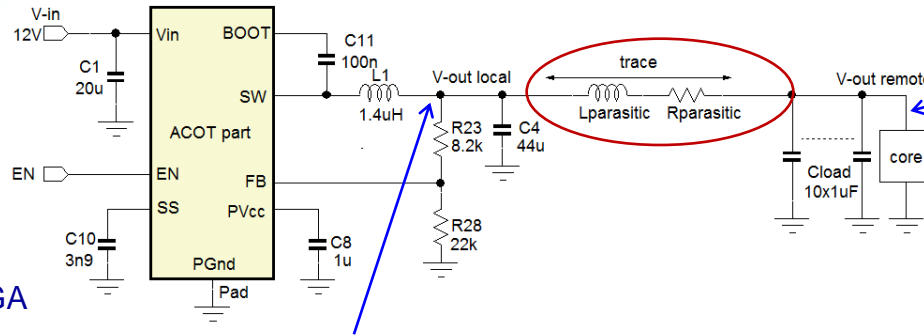 V-in
12V
C1
20u
Vin
BOOT
SW
ACOT part
EN
EN
FB
SS
PVcc
PGnd
Pad
C10
3n9
C8
1u
C11
100n
L1
1.4uH
V-out local
R23
8.2k
C4
44u
R28
22k
trace
Lparasitic
Rparasitic
V-out remote
Cload
10x1uF
core
GA